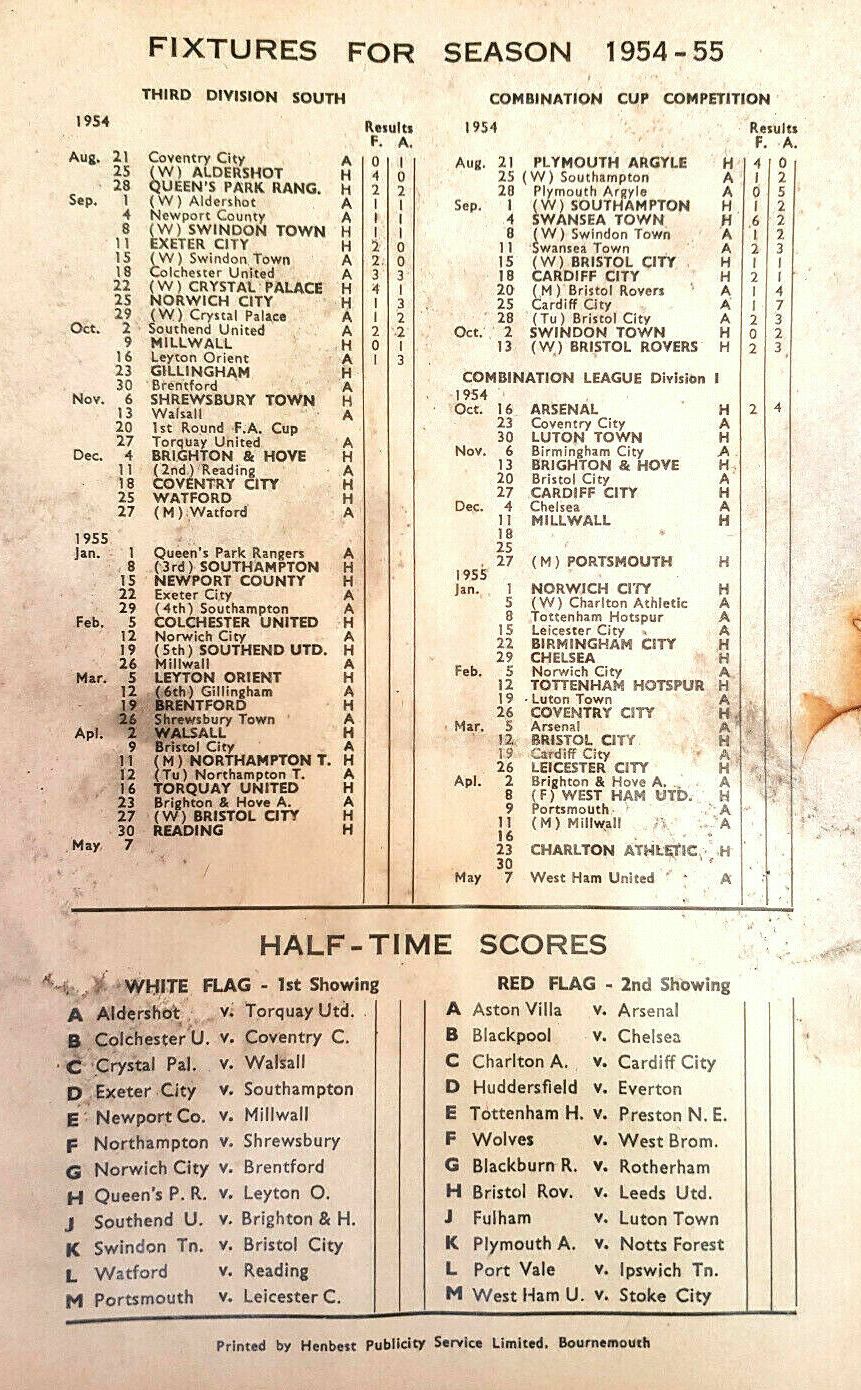 FIXTURES FOR SEASON 1954-55
THIRD DIVISION SOUTH
1954
Results
F. A.
Aug. 21 Coventry City A 0 1
25 (W) ALDERSHOT H 4 0
28 QUEEN'S PARK RANG. H 2 2
Sep. 1 (W) Aldershot A 1 1
4 Newport County A 1 1
8 (W) SWINDON TOWN H 1 1
11 EXETER CITY H 2 0
15 (W) Swindon Town A 2 0
18 Colchester United A 3 3
22 (W) CRYSTAL PALACE H 4 1
25 NORWICH CITY H 1 3
29 (W) Crystal Palace A 1 2
Oct. 2 Southend United A 2 2
9 MILLWALL H 0 1
16 Leyton Orient A 1 3
23 GILLINGHAM H
30 Brentford A
Nov. 6 SHREWSBURY TOWN H
13 Walsall A
20 1st Round F.A. Cup
27 Torquay United A
Dec. 4 BRIGHTON & HOVE H
11 (2nd) Reading A
18 COVENTRY CITY H
25 WATFORD H
27 (M) Watford A
1955
Jan. 1 Queen's Park Rangers A
8 (3rd) SOUTHAMPTON H
15 NEWPORT COUNTY H
22 Exeter City A
29 (4th) Southampton A
Feb. 5 COLCHESTER UNITED H
12 Norwich City A
19 (5th) SOUTHEND UTD. H
26 Millwall A
Mar. 5 LEYTON ORIENT H
12 (6th) Gillingham A
19 BRENTFORD H
26 Shrewsbury Town A
Apl. 2 WALSALL H
9 Bristol City A
11 (M) NORTHAMPTON T. H
12 (Tu) Northampton T. A
16 TORQUAY UNITED H
23 Brighton & Hove A. A
27 (W) BRISTOL CITY H
30 READING H
May 7
COMBINATION CUP COMPETITION
1954
Results
F. A.
Aug. 21 PLYMOUTH ARGYLE H 4 0
25 (W) Southampton A 1 2
28 Plymouth Argyle A 0 5
Sep. 1 (W) SOUTHAMPTON H 1 2
4 SWANSEA TOWN H 6 2
8 (W) Swindon Town A 1 2
11 Swansea Town A 2 3
15 (W) BRISTOL CITY H 1 1
18 CARDIFF CITY H 2 1
20 (M) Bristol Rovers A 1 4
25 Cardiff City A 1 7
28 (Tu) Bristol City A 2 3
Oct. 2 SWINDON TOWN H 0 2
13 (W) BRISTOL ROVERS H 2 3
COMBINATION LEAGUE Division I
1954
Oct. 16 ARSENAL H 2 4
23 Coventry City A
30 LUTON TOWN H
Nov. 6 Birmingham City A
13 BRIGHTON & HOVE H
20 Bristol City A
27 CARDIFF CITY H
Dec. 4 Chelsea A
11 MILLWALL H
18
25
27 (M) PORTSMOUTH H
1955
Jan. 1 NORWICH CITY H
5 (W) Charlton Athletic A
8 Tottenham Hotspur A
15 Leicester City A
22 BIRMINGHAM CITY H
29 CHELSEA H
Feb. 5 Norwich City A
12 TOTTENHAM HOTSPUR H
19 Luton Town A
26 COVENTRY CITY H
Mar. 5 Arsenal A
12 BRISTOL CITY H
19 Cardiff City A
26 LEICESTER CITY H
Apl. 2 Brighton & Hove A. A
8 (F) WEST HAM UTD. H
9 Portsmouth A
11 (M) Millwall A
16
23 CHARLTON ATHLETIC H
30
May 7 West Ham United A
HALF-TIME SCORES
WHITE FLAG - 1st Showing
A Aldershot v. Torquay Utd.
B Colchester U. v. Coventry C.
C Crystal Pal. v. Walsall
D Exeter City v. Southampton
E Newport Co. v. Millwall
F Northampton v. Shrewsbury
G Norwich City v. Brentford
H Queen's P. R. v. Leyton O.
J Southend U. v. Brighton & H.
K Swindon Tn. v. Bristol City
L Watford v. Reading
M Portsmouth v. Leicester C.
RED FLAG - 2nd Showing
A Aston Villa v. Arsenal
B Blackpool v. Chelsea
C Charlton A. v. Cardiff City
D Huddersfield v. Everton
E Tottenham H. v. Preston N. E.
F Wolves v. West Brom.
G Blackburn R. v. Rotherham
H Bristol Rov. v. Leeds Utd.
J Fulham v. Luton Town
K Plymouth A. v. Notts Forest
L Port Vale v. Ipswich Tn.
M West Ham U. v. Stoke City
Printed by Henbest Publicity Service Limited, Bournemouth